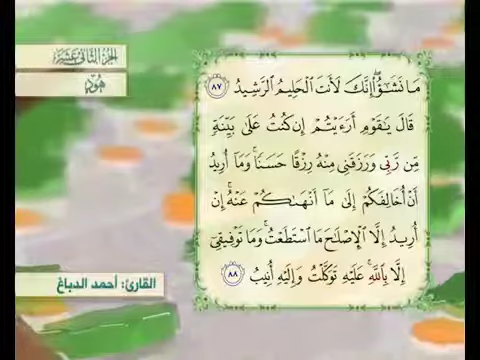 الجزء الثاني عشر
هود
مَا نَشَٰٓؤُاْۖ إِنَّكَ لَأَنتَ ٱلْحَلِيمُ ٱلرَّشِيدُ ٨٧
قَالَ يَٰقَوْمِ أَرَءَيْتُمْ إِن كُنتُ عَلَىٰ بَيِّنَةٍ
مِّن رَّبِّى وَرَزَقَنِى مِنْهُ رِزْقًا حَسَنًاۚ وَمَآ أُرِيدُ
أَنْ أُخَالِفَكُمْ إِلَىٰ مَآ أَنْهَىٰكُمْ عَنْهُۚ إِنْ
أُرِيدُ إِلَّا ٱلْإِصْلَٰحَ مَا ٱسْتَطَعْتُۚ وَمَا تَوْفِيقِىٓ
إِلَّا بِٱللَّهِۚ عَلَيْهِ تَوَكَّلْتُ وَإِلَيْهِ أُنِيبُ ٨٨
القارئ: أحمد الدباغ